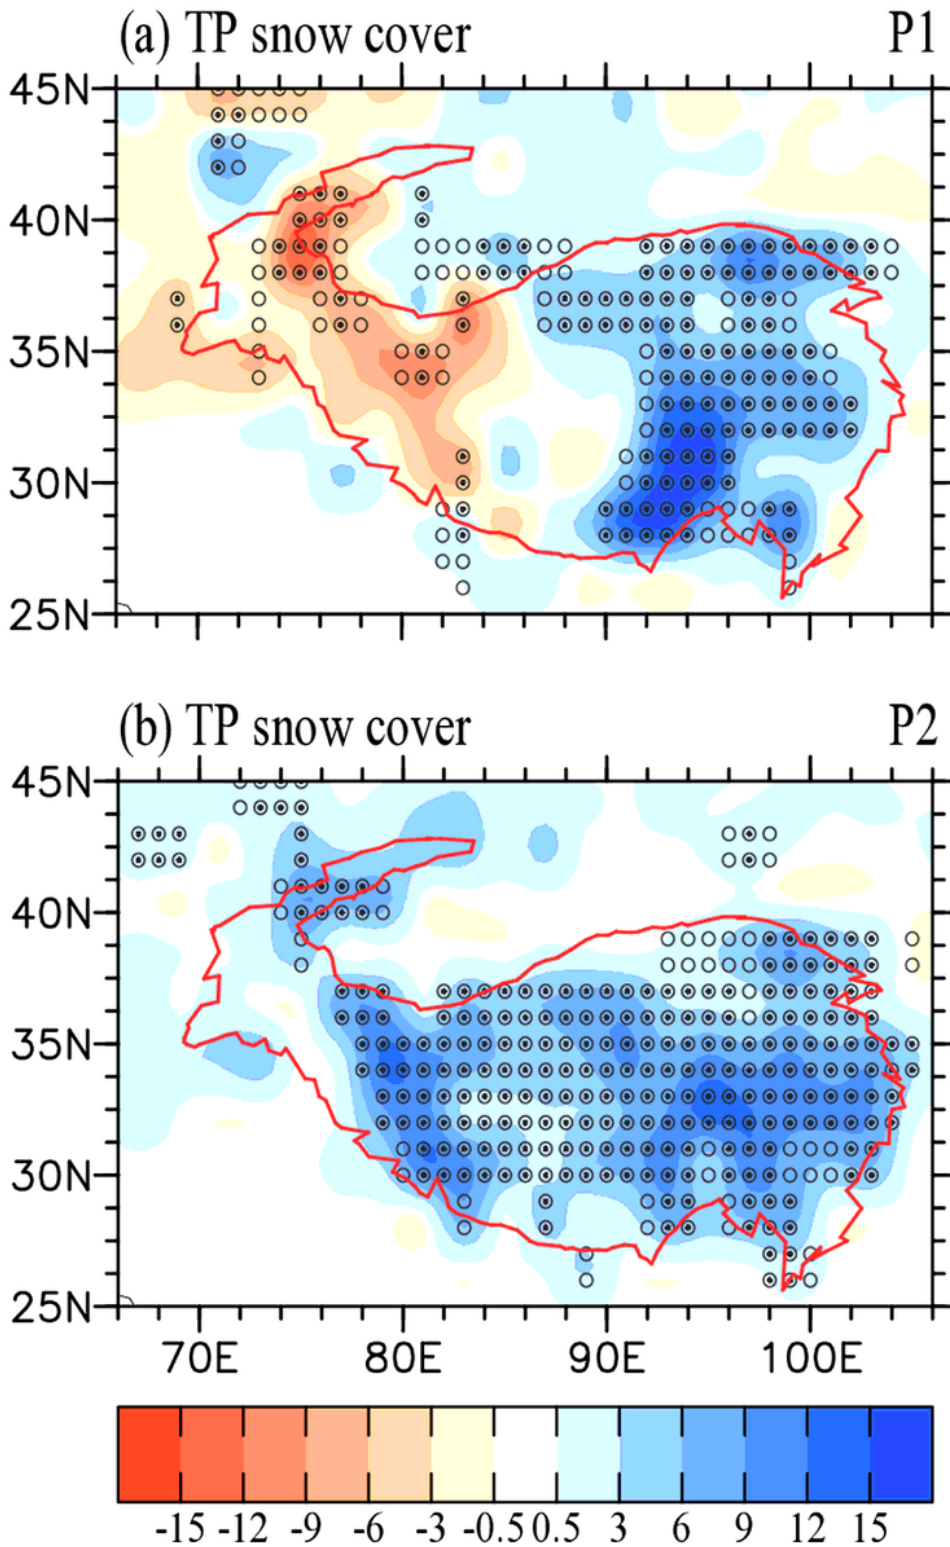 (a) TP snow cover P1
45N
40N
35N
30N
25N
(b) TP snow cover P2
45N
40N
35N
30N
25N
70E 80E 90E 100E
-15 -12 -9 -6 -3 -0.5 0.5 3 6 9 12 15